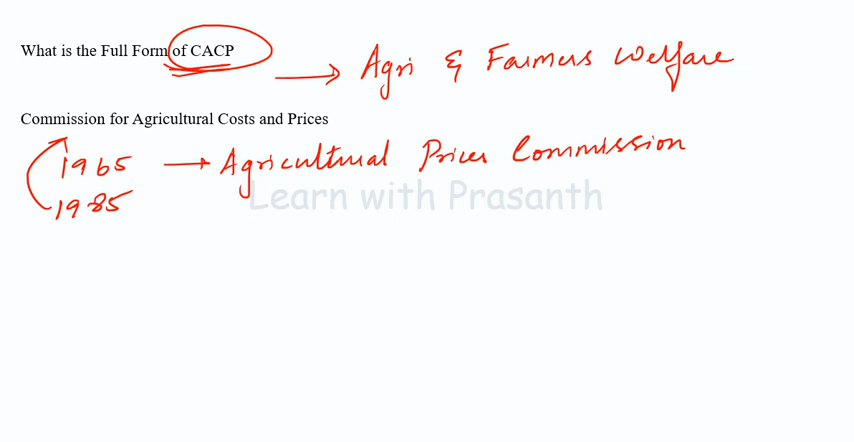 What is the Full Form of CACP
→ Agri & Farmers Welfare
Commission for Agricultural Costs and Prices
1965 → Agricultural Prices Commission
1985
Learn with Prasanth